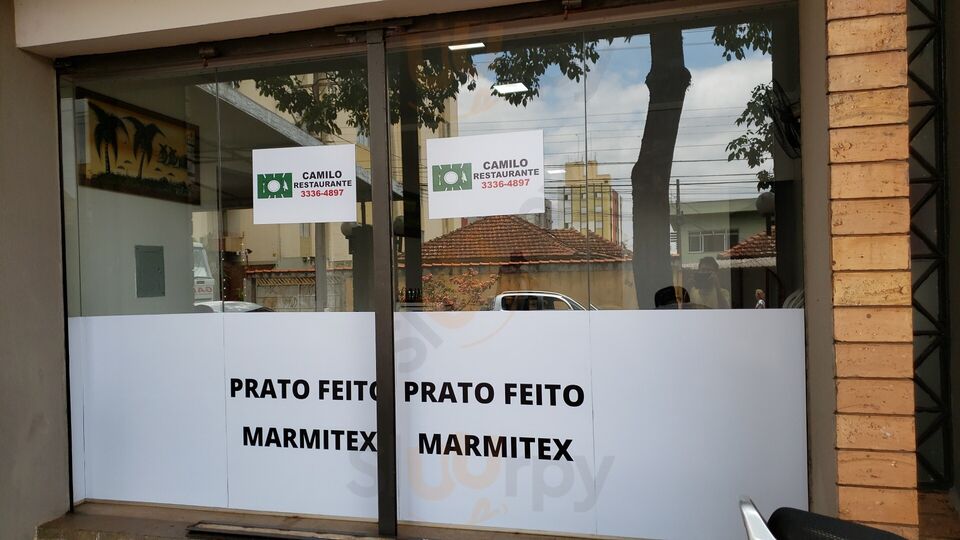 CAMILO
RESTAURANTE
3336-4897
CAMILO
RESTAURANTE
3336-4897
PRATO FEITO
MARMITEX
PRATO FEITO
MARMITEX